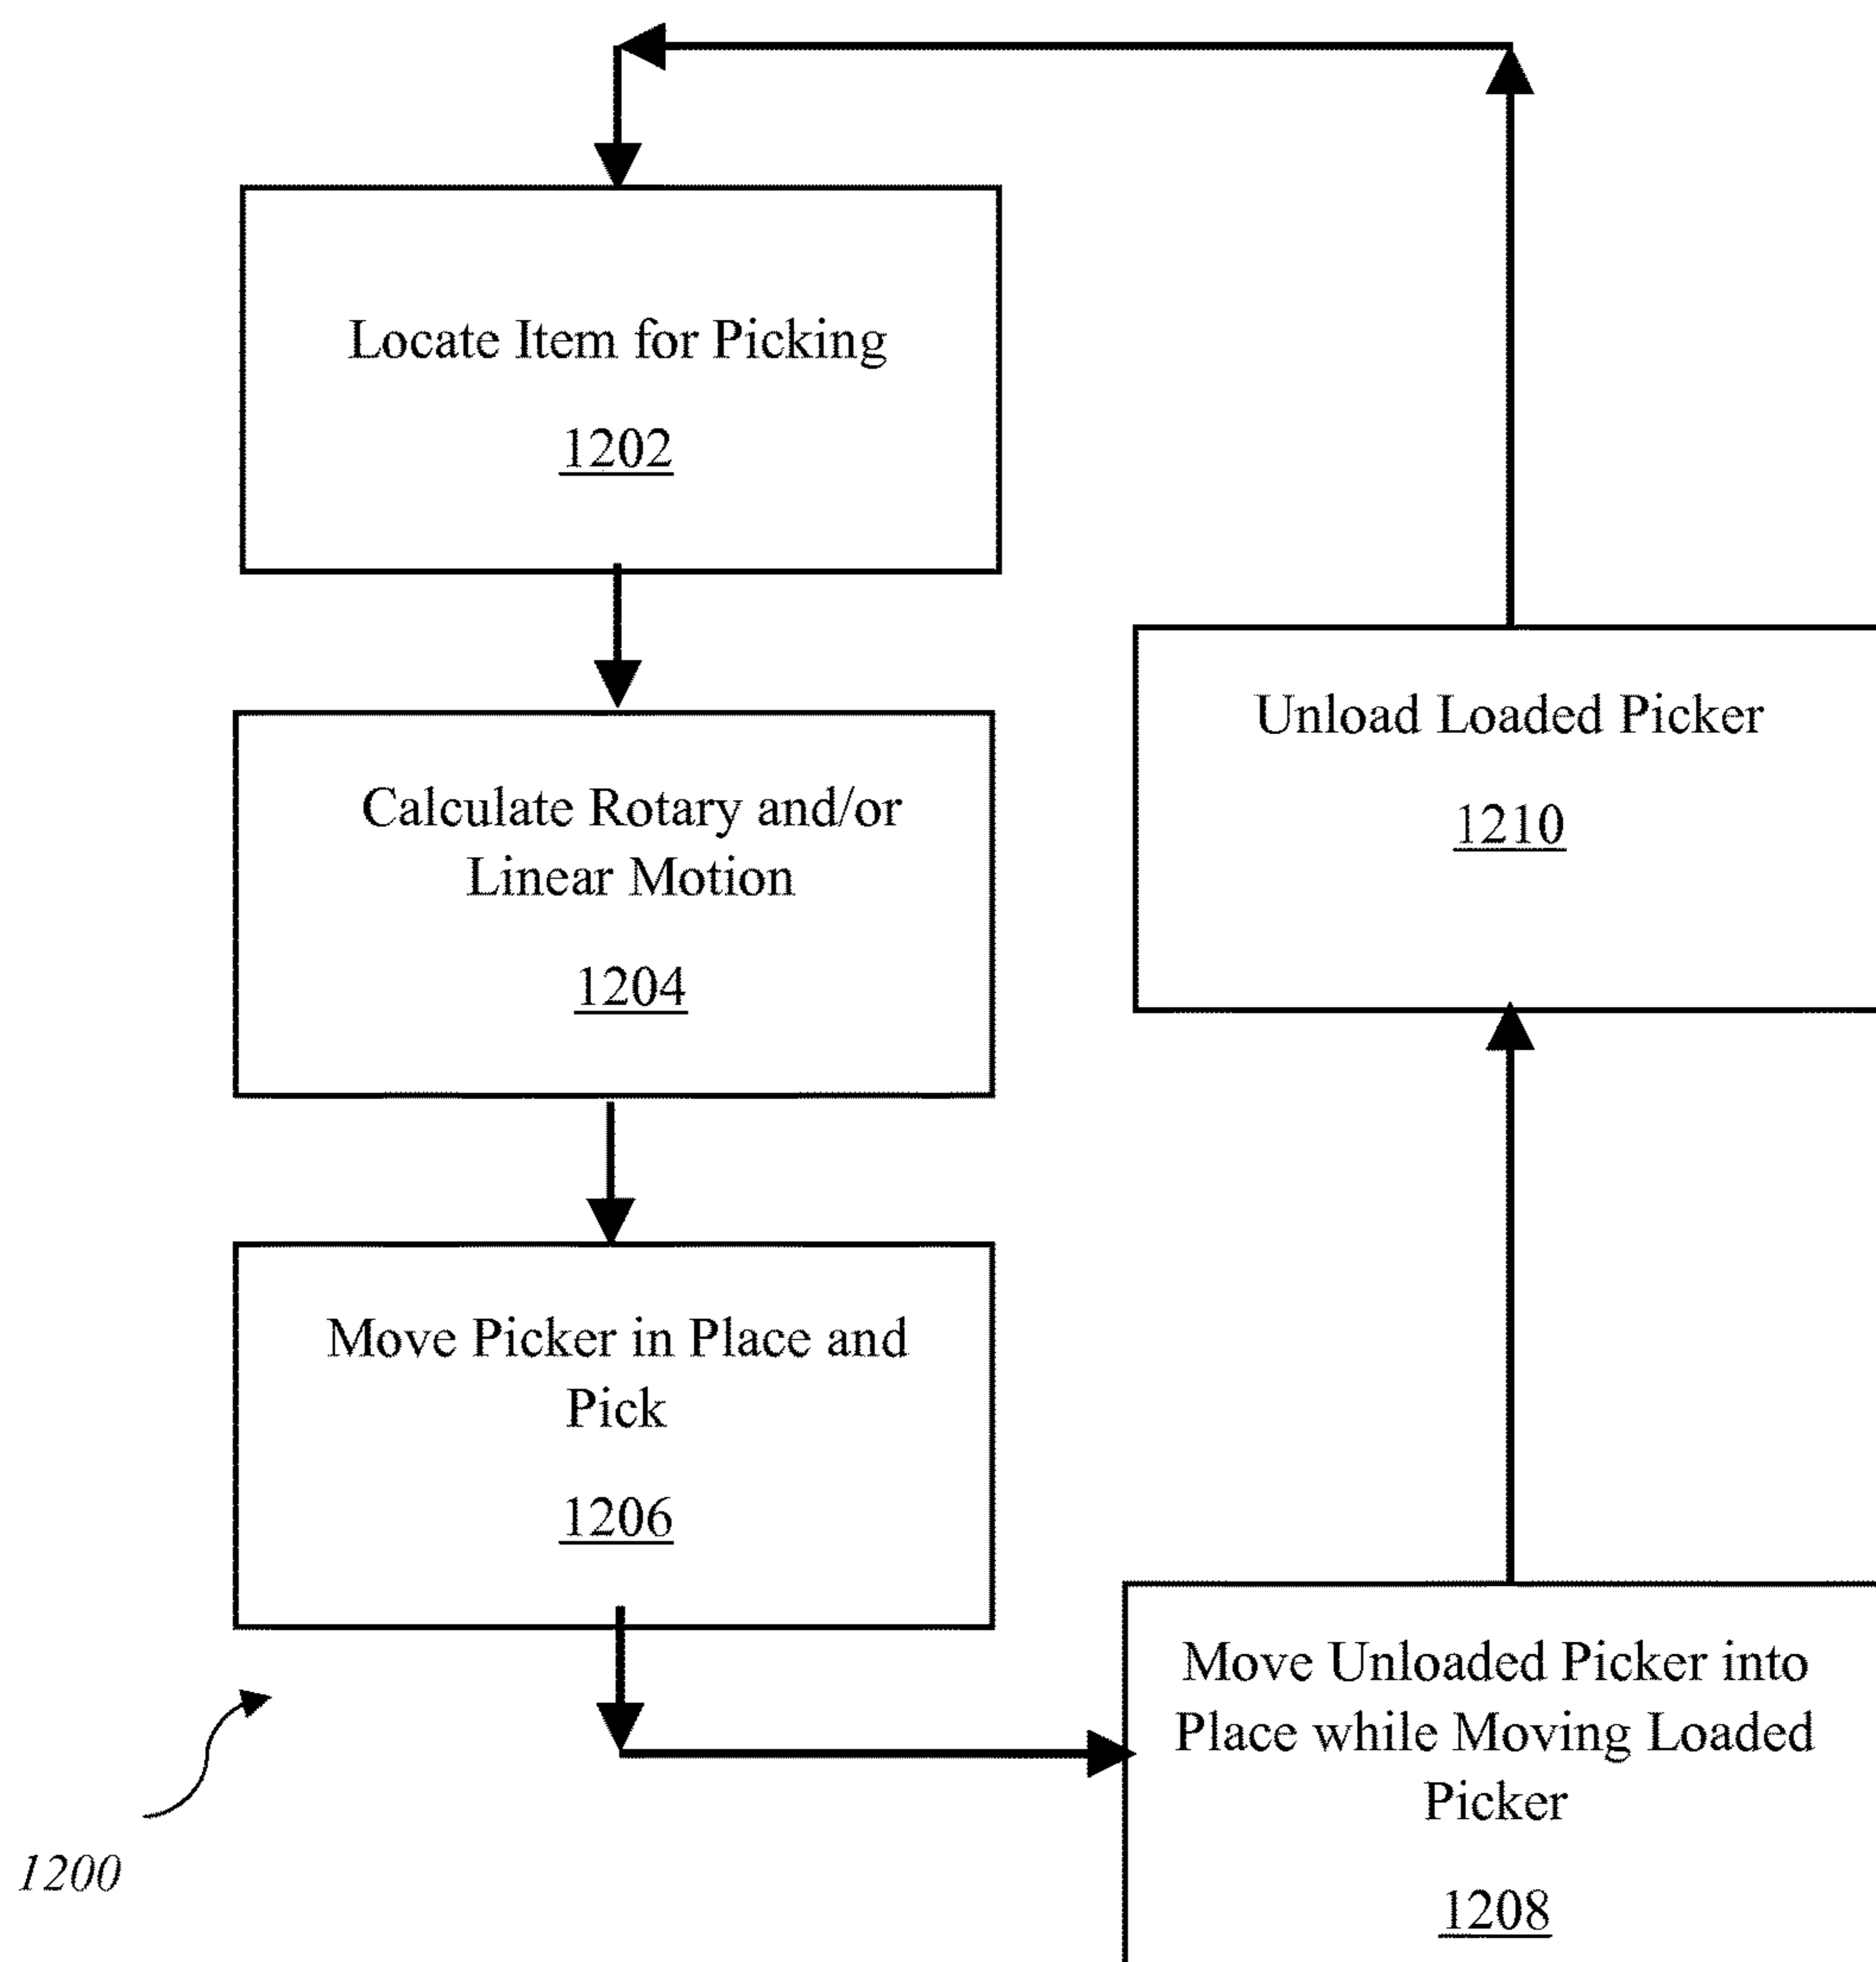 Locate Item for Picking
1202
Calculate Rotary and/or
Linear Motion
1204
Move Picker in Place and
Pick
1206
Move Unloaded Picker into
Place while Moving Loaded
Picker
1208
Unload Loaded Picker
1210
1200